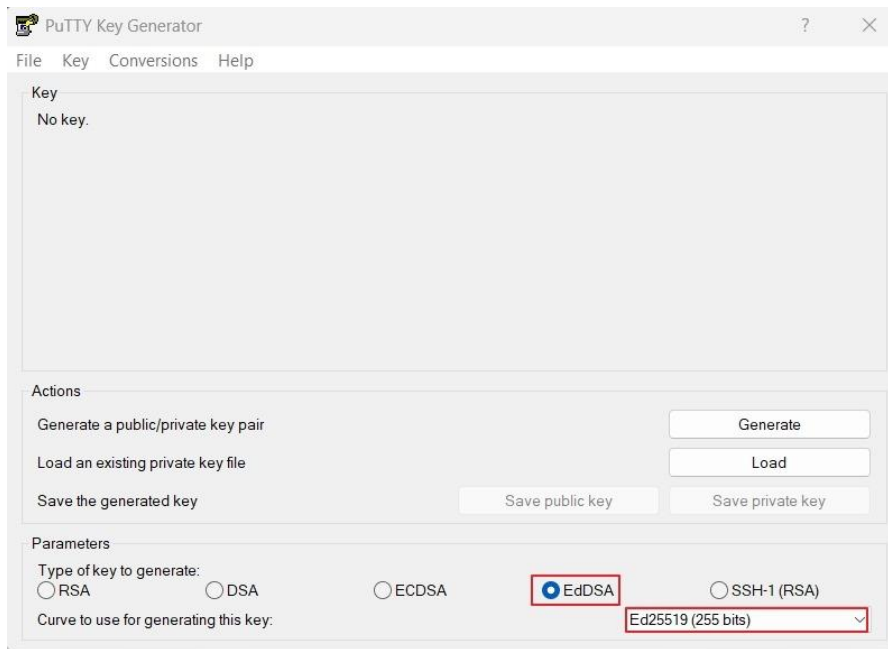 PuTTY Key Generator ?
File Key Conversions Help
Key
No key.
Actions
Generate a public/private key pair Generate
Load an existing private key file Load
Save the generated key Save public key Save private key
Parameters
Type of key to generate:
RSA DSA ECDSA EdDSA SSH-1 (RSA)
Curve to use for generating this key: Ed25519 (255 bits)